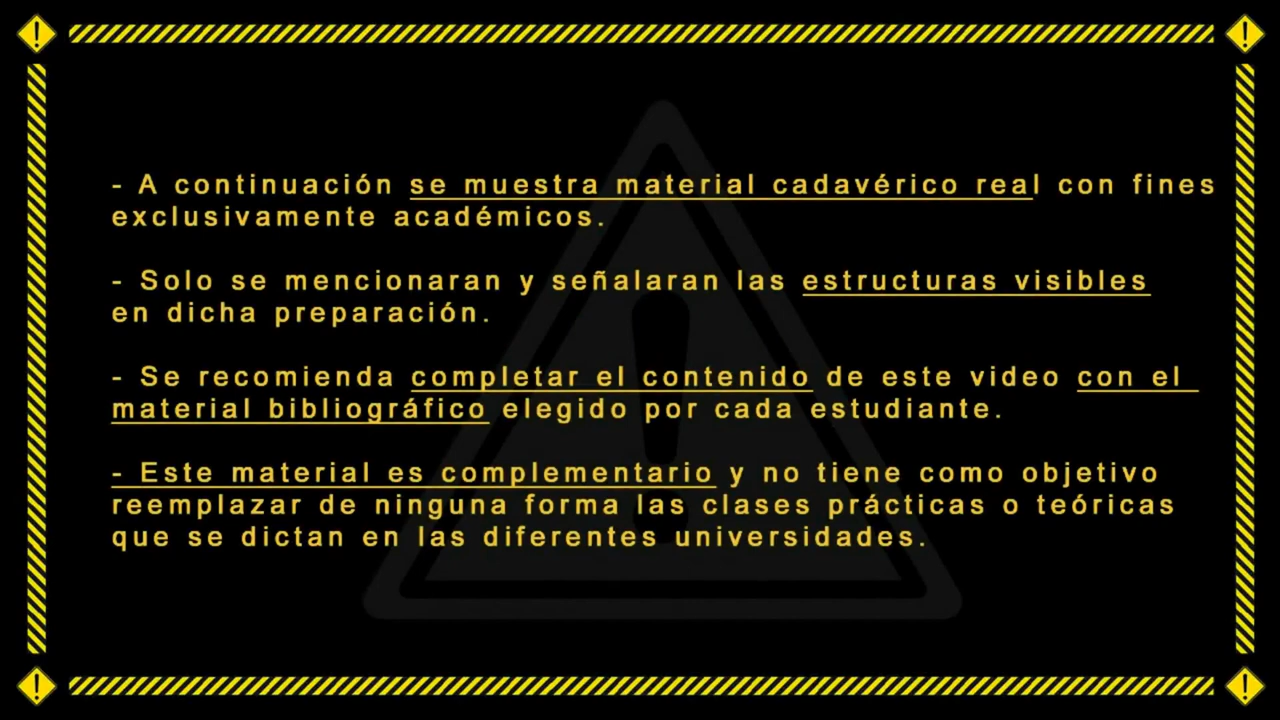 - A continuación se muestra material cadavérico real con fines
exclusivamente académicos.
- Solo se mencionaran y señalaran las estructuras visibles
en dicha preparación.
- Se recomienda completar el contenido de este video con el
material bibliográfico elegido por cada estudiante.
- Este material es complementario y no tiene como objetivo
reemplazar de ninguna forma las clases prácticas o teóricas
que se dictan en las diferentes universidades.